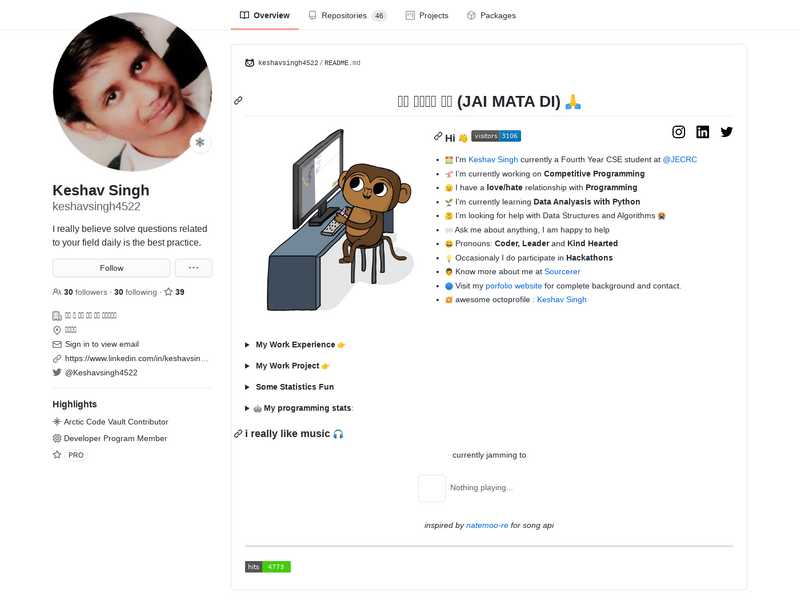 Overview
Repositories 46
Projects
Packages
Keshav Singh
keshavsingh4522
I really believe solve questions related
to your field daily is the best practice.
Follow
30 followers · 30 following · 39
Sign in to view email
https://www.linkedin.com/in/keshavsin...
@Keshavsingh4522
Highlights
Arctic Code Vault Contributor
Developer Program Member
PRO
keshavsingh4522/README.md
(JAI MATA DI) 🙏
Hi 👋 visitors 3106
I'm Keshav Singh currently a Fourth Year CSE student at @JECRC
I'm currently working on Competitive Programming
I have a love/hate relationship with Programming
I'm currently learning Data Analysis with Python
I'm looking for help with Data Structures and Algorithms
Ask me about anything, I am happy to help
Pronouns: Coder, Leader and Kind Hearted
Occasionaly I do participate in Hackathons
Know more about me at Sourcerer
Visit my porfolio website for complete background and contact.
awesome octoprofile : Keshav Singh
My Work Experience 👉
My Work Project 👉
Some Statistics Fun
My programming stats:
i really like music 🎧
currently jamming to
Nothing playing...
inspired by natemoo-re for song api
hits 4773